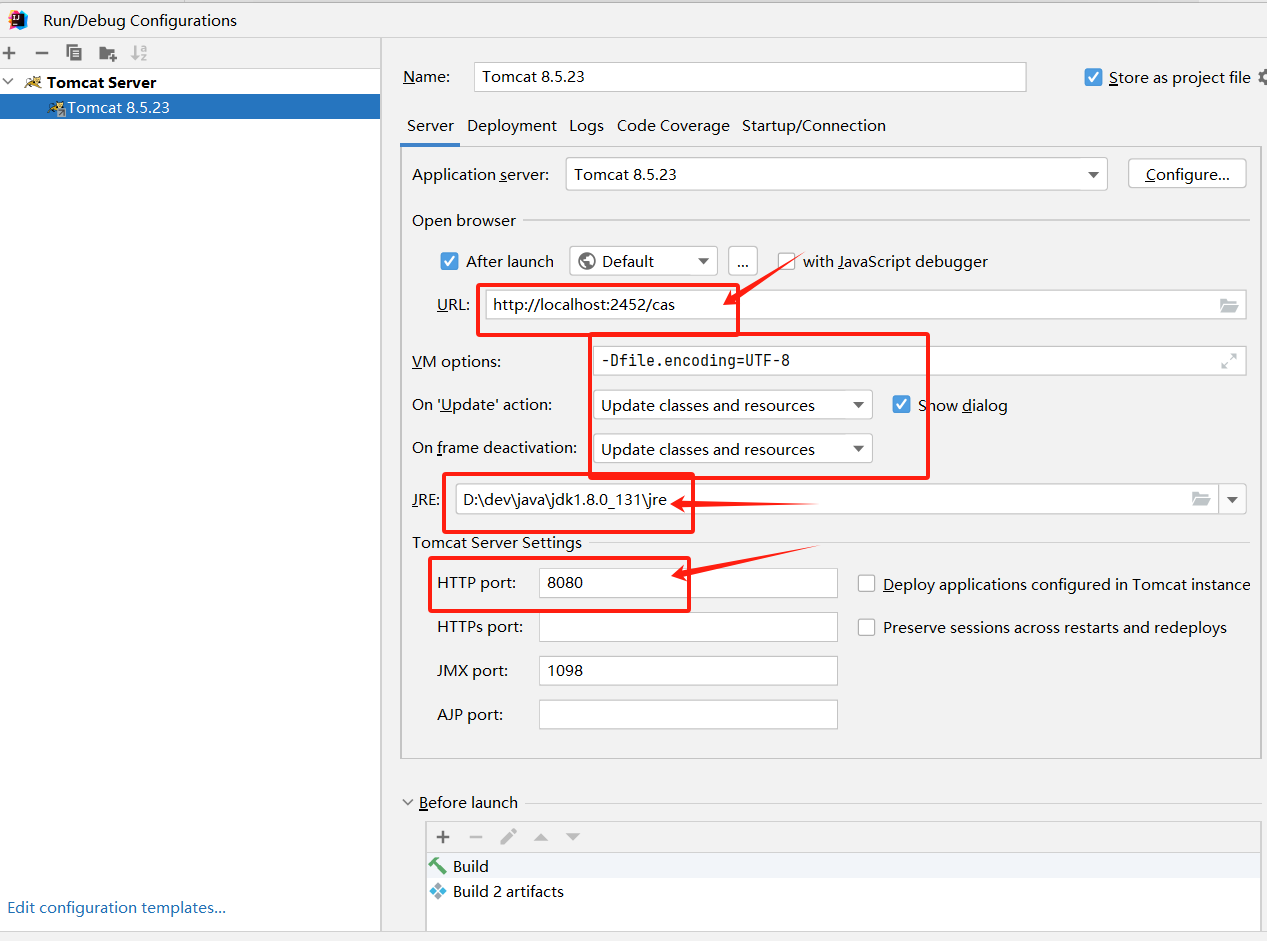 Run/Debug Configurations
Tomcat Server
Tomcat 8.5.23
Edit configuration templates...
Name: Tomcat 8.5.23 Store as project file
Server Deployment Logs Code Coverage Startup/Connection
Application server: Tomcat 8.5.23 Configure...
Open browser
After launch Default ... with JavaScript debugger
URL: http://localhost:2452/cas
VM options: -Dfile.encoding=UTF-8
On 'Update' action: Update classes and resources Show dialog
On frame deactivation: Update classes and resources
JRE: D:\dev\java\jdk1.8.0_131\jre
Tomcat Server Settings
HTTP port: 8080 Deploy applications configured in Tomcat instance
HTTPs port: Preserve sessions across restarts and redeploys
JMX port: 1098
AJP port:
Before launch
Build
Build 2 artifacts